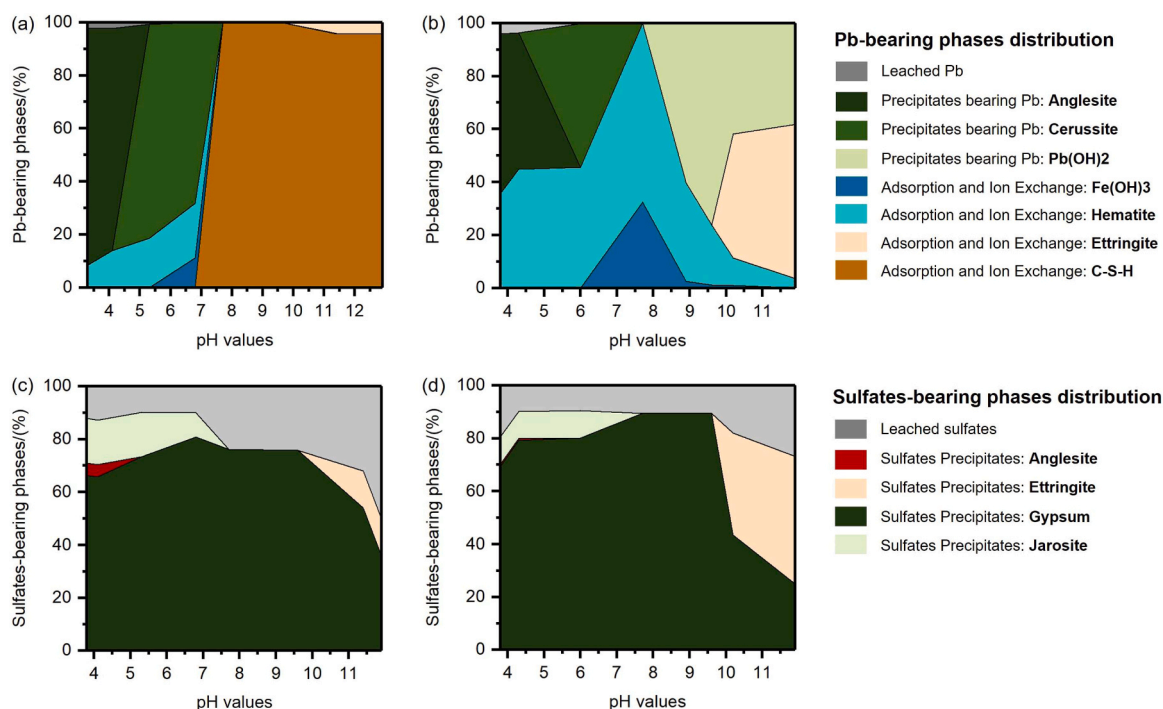 (a)
100
80
60
40
20
0
Pb-bearing phases/(%)
4 5 6 7 8 9 10 11 12
pH values
(b)
100
80
60
40
20
0
Pb-bearing phases/(%)
4 5 6 7 8 9 10 11
pH values
Pb-bearing phases distribution
Leached Pb
Precipitates bearing Pb: Anglesite
Precipitates bearing Pb: Cerussite
Precipitates bearing Pb: Pb(OH)2
Adsorption and Ion Exchange: Fe(OH)3
Adsorption and Ion Exchange: Hematite
Adsorption and Ion Exchange: Ettringite
Adsorption and Ion Exchange: C-S-H
(c)
100
80
60
40
20
0
Sulfates-bearing phases/(%)
4 5 6 7 8 9 10 11
pH values
(d)
100
80
60
40
20
0
Sulfates-bearing phases/(%)
4 5 6 7 8 9 10 11
pH values
Sulfates-bearing phases distribution
Leached sulfates
Sulfates Precipitates: Anglesite
Sulfates Precipitates: Ettringite
Sulfates Precipitates: Gypsum
Sulfates Precipitates: Jarosite